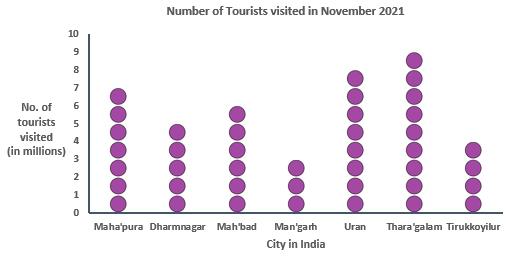 Number of Tourists visited in November 2021
10
9
8
7
6
5
4
3
2
1
0
No. of
tourists
visited
(in millions)
Maha'pura Dharmnagar Mah'bad Man'garh Uran Thara'galam Tirukkoyilur
City in India